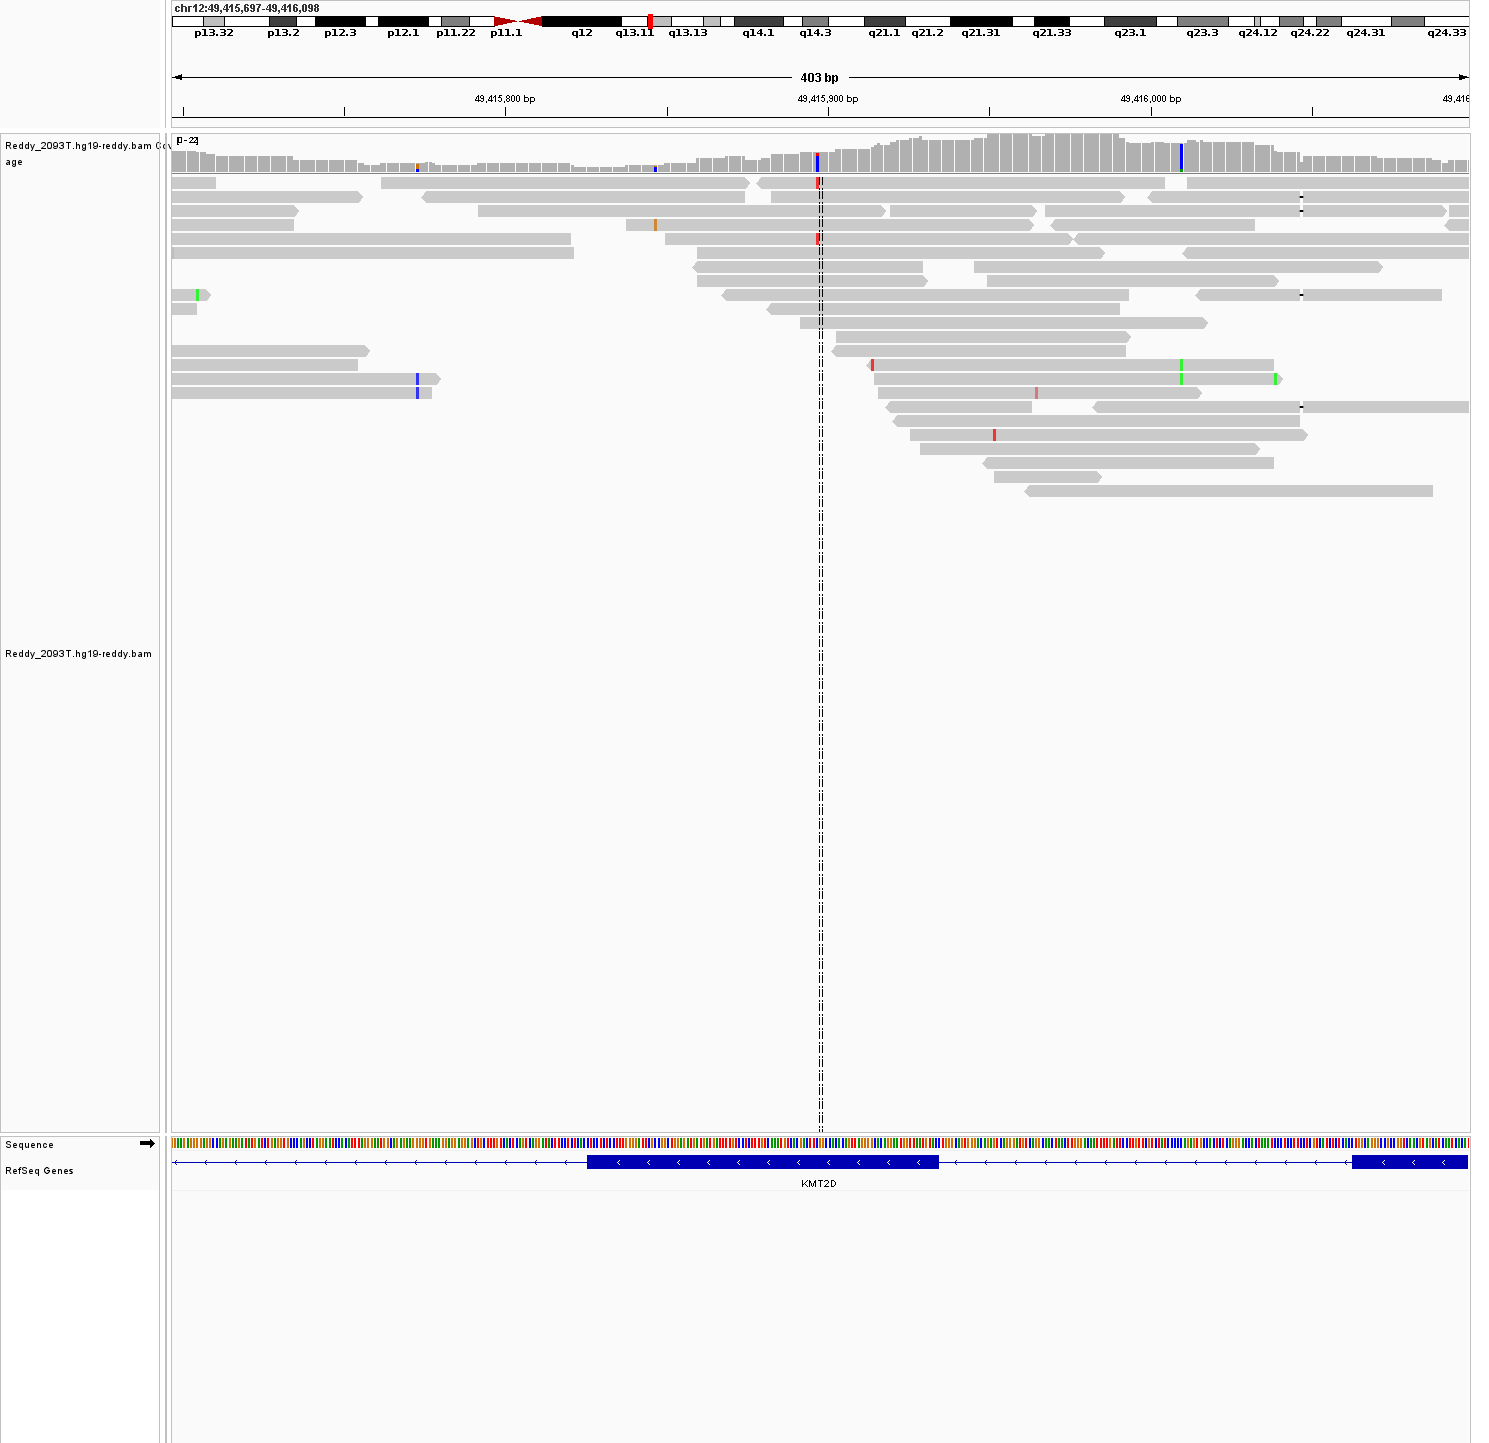 chr12:49,415,697-49,416,098
p13.32 p13.2 p12.3 p12.1 p11.22 p11.1 q12 q13.11 q13.13 q14.1 q14.3 q21.1 q21.2 q21.31 q21.33 q23.1 q23.3 q24.12 q24.22 q24.31 q24.33
403 bp
49,415,800 bp 49,415,900 bp 49,416,000 bp 49,416
Reddy_2093T.hg19-reddy.bam Cov
age
[0-22]
Reddy_2093T.hg19-reddy.bam
Sequence
RefSeq Genes
KMT2D